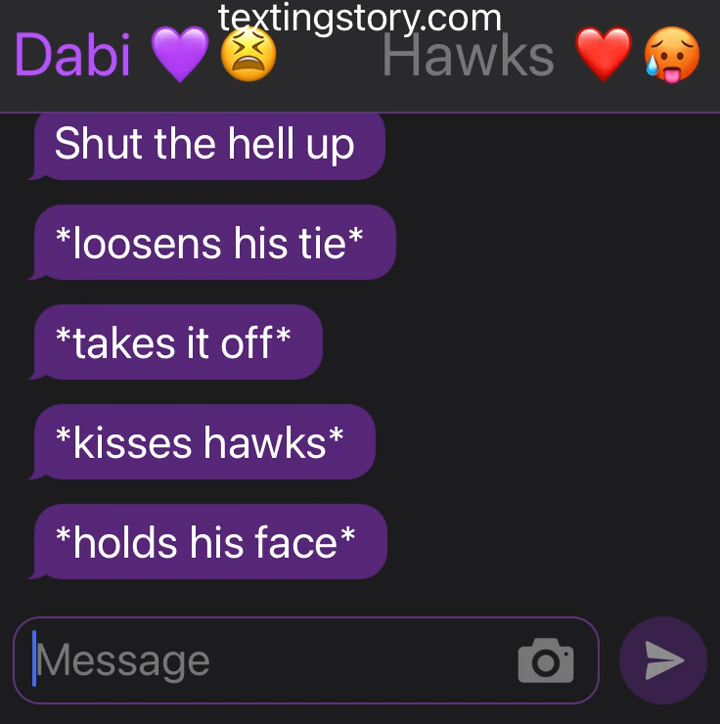 textingstory.com
Dabi 💜😫 Hawks ❤️🥵
Shut the hell up
*loosens his tie*
*takes it off*
*kisses hawks*
*holds his face*
Message